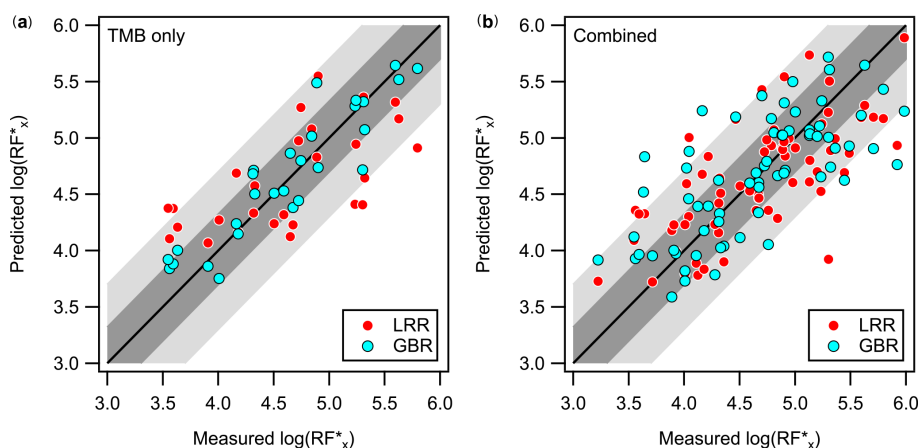 (a)
TMB only
Predicted log(RF*x)
6.0
5.5
5.0
4.5
4.0
3.5
3.0
LRR
GBR
3.0 3.5 4.0 4.5 5.0 5.5 6.0
Measured log(RF*x)
(b)
Combined
Predicted log(RF*x)
6.0
5.5
5.0
4.5
4.0
3.5
3.0
LRR
GBR
3.0 3.5 4.0 4.5 5.0 5.5 6.0
Measured log(RF*x)